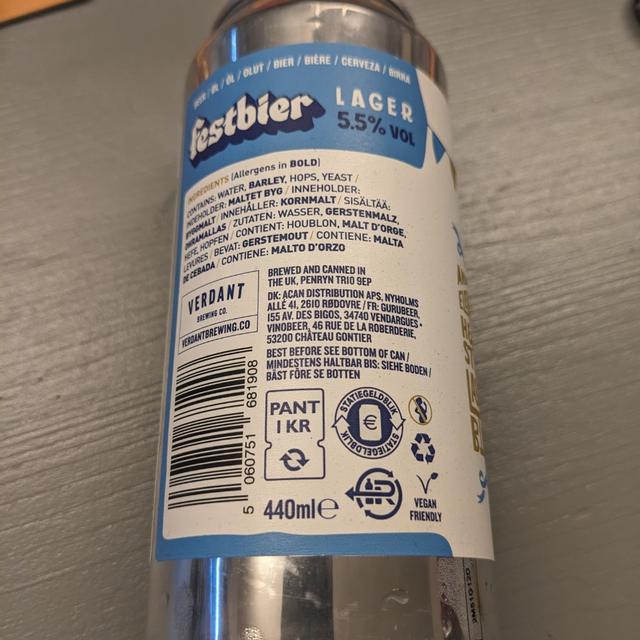 BEER / ØL / ÖL / OLUT / BIER / BIÈRE / CERVEZA / BIRRA
festbier
LAGER
5.5% VOL
INGREDIENTS (Allergens in BOLD)
CONTAINS: WATER, BARLEY, HOPS, YEAST /
INDEHOLDER: MALTET BYG / INNEHOLDER:
BYGGMALT / INNEHÅLLER: KORNMALT / SISÄLTÄÄ:
OHRAMALLAS / ZUTATEN: WASSER, GERSTENMALZ,
HEFE, HOPFEN / CONTIENT: HOUBLON, MALT D'ORGE,
LEVURES / BEVAT: GERSTEMOUT / CONTIENE: MALTA
DE CEBADA / CONTIENE: MALTO D'ORZO
VERDANT
BREWING CO.
VERDANTBREWING.CO
BREWED AND CANNED IN
THE UK, PENRYN TR10 9EP
DK: ACAN DISTRIBUTION APS, NYHOLMS
ALLÉ 41, 2610 RØDOVRE / FR: GURUBEER,
155 AV. DES BIGOS, 34740 VENDARGUES *
VINOBEER, 46 RUE DE LA ROBERDIERE,
53200 CHÂTEAU GONTIER
BEST BEFORE SEE BOTTOM OF CAN /
MINDESTENS HALTBAR BIS: SIEHE BODEN /
BÄST FÖRE SE BOTTEN
5 060751 681908
PANT
1 KR
STATIEGELDBLIK
€
STATIEGELDBLIK
440ml e
VEGAN
FRIENDLY